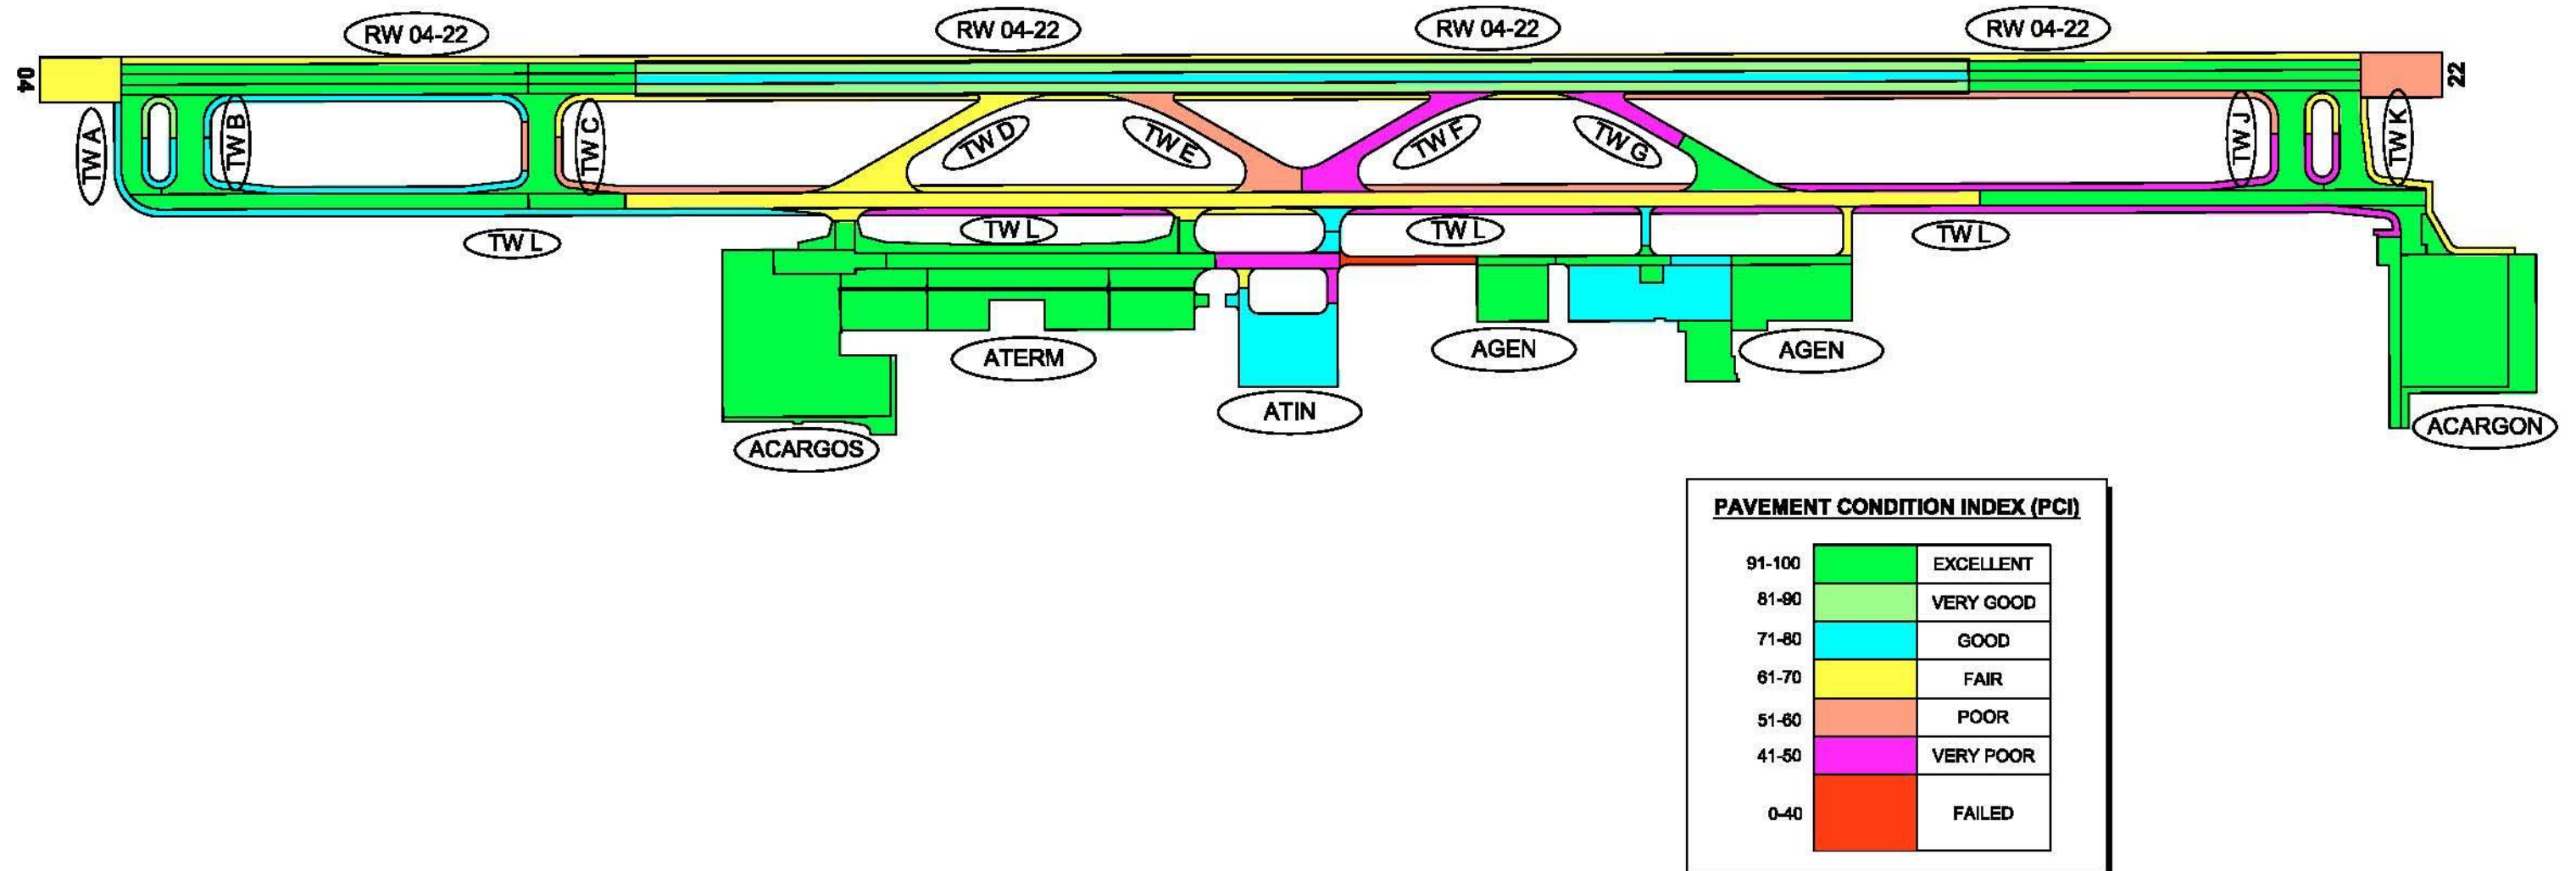 RW 04-22
RW 04-22
RW 04-22
RW 04-22
04
22
TW A
TW B
TW C
TW D
TW E
TW F
TW G
TW J
TW K
TW L
TW L
TW L
TW L
ATERM
AGEN
AGEN
ATIN
ACARGOS
ACARGON
PAVEMENT CONDITION INDEX (PCI)
91-100 EXCELLENT
81-90 VERY GOOD
71-80 GOOD
61-70 FAIR
51-60 POOR
41-50 VERY POOR
0-40 FAILED